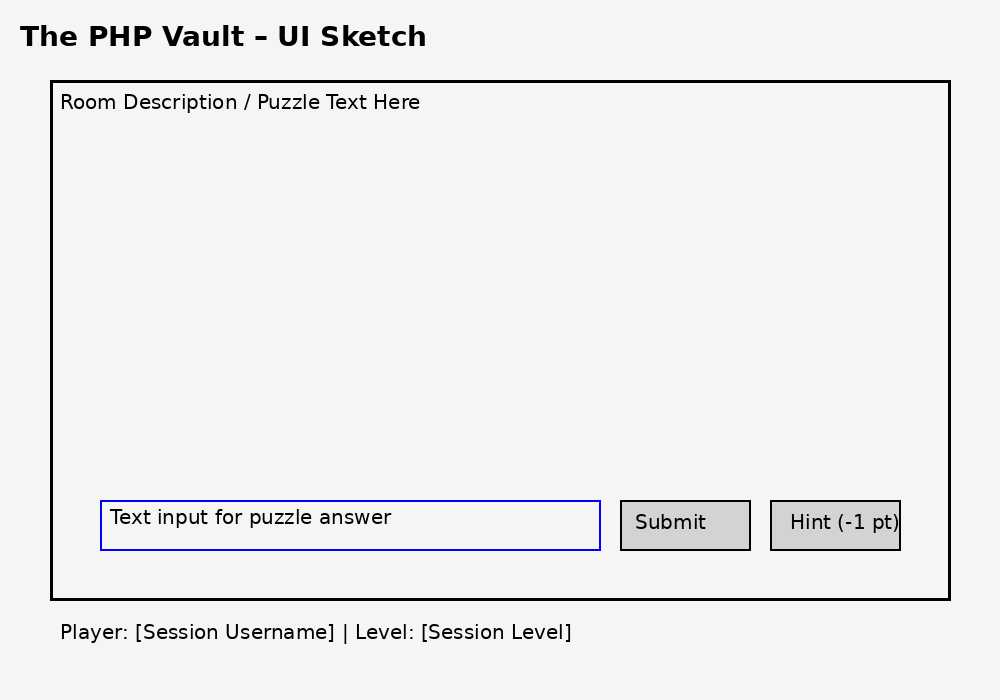 The PHP Vault – UI Sketch
Room Description / Puzzle Text Here
Text input for puzzle answer
Submit
Hint (-1 pt)
Player: [Session Username] | Level: [Session Level]